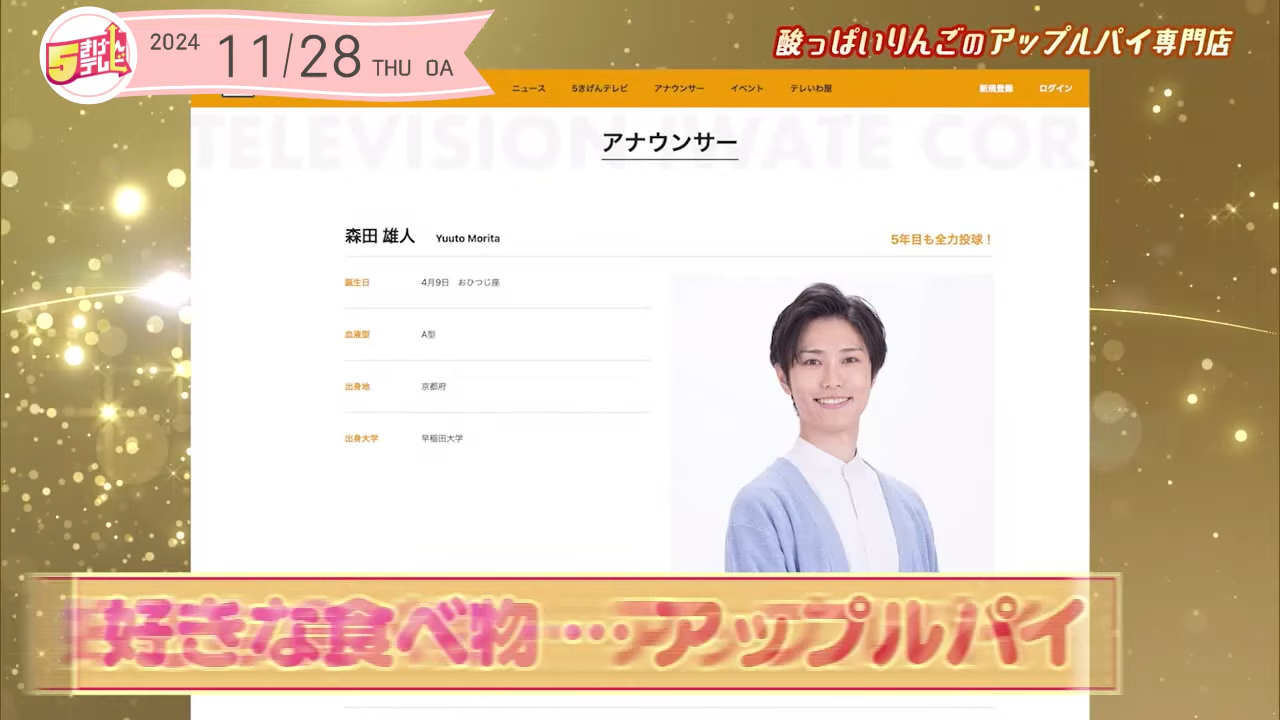 5きげんテレビ
2024 11/28 THU OA
酸っぱいりんごのアップルパイ専門店
ニュース 5きげんテレビ アナウンサー イベント テレいわ屋 新規登録 ログイン
TELEVISION IWATE COR
アナウンサー
森田 雄人 Yuuto Morita 5年目も全力投球！
誕生日 4月9日 おひつじ座
血液型 A型
出身地 京都府
出身大学 早稲田大学
好きな食べ物…アップルパイ